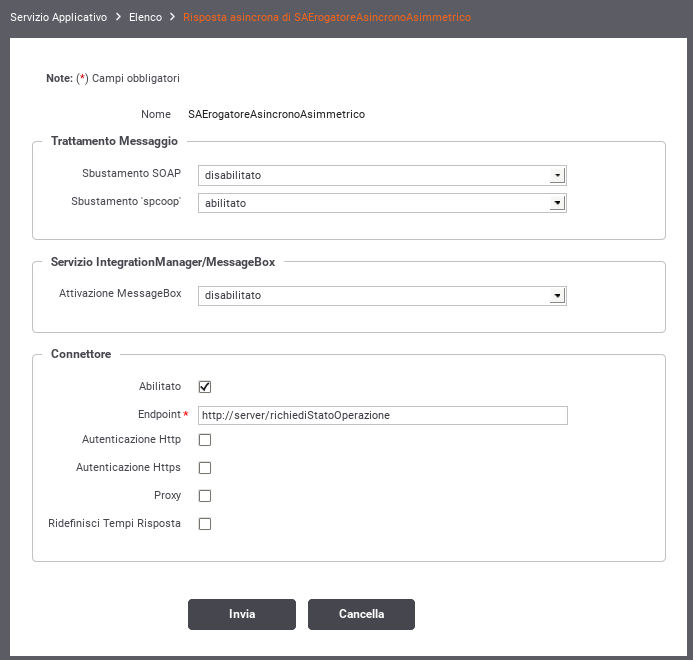 Servizio Applicativo > Elenco > Risposta asincrona di SAErogatoreAsincronoAsimmetrico
Note: (*) Campi obbligatori
Nome SAErogatoreAsincronoAsimmetrico
Trattamento Messaggio
Sbustamento SOAP disabilitato
Sbustamento 'spcoop' abilitato
Servizio IntegrationManager/MessageBox
Attivazione MessageBox disabilitato
Connettore
Abilitato
Endpoint * http://server/richiediStatoOperazione
Autenticazione Http
Autenticazione Https
Proxy
Ridefinisci Tempi Risposta
Invia Cancella